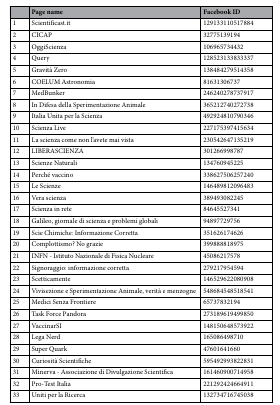 Page name Facebook ID
1 Scientificast.it 129133110517884
2 CICAP 32775139194
3 OggiScienza 106965734432
4 Query 128523133833337
5 Gravità Zero 138484279514358
6 COELUM Astronomia 81631306737
7 MedBunker 246240278737917
8 In Difesa della Sperimentazione Animale 365212740272738
9 Italia Unita per la Scienza 492924810790346
10 Scienza Live 227175397415634
11 La scienza come non l'avete mai vista 230542647135219
12 LIBERASCIENZA 301266998787
13 Scienze Naturali 134760945225
14 Perché vaccino 338627506257240
15 Le Scienze 146489812096483
16 Vera scienza 389493082245
17 Scienza in rete 84645527341
18 Galileo, giornale di scienza e problemi globali 94897729756
19 Scie Chimiche: Informazione Corretta 351626174626
20 Complottismo? No grazie 399888818975
21 INFN - Istituto Nazionale di Fisica Nucleare 45086217578
22 Signoraggio: informazione corretta 279217954594
23 Scetticamente 146529622080908
24 Vivisezione e Sperimentazione Animale, verità e menzogne 548684548518541
25 Medici Senza Frontiere 65737832194
26 Task Force Pandora 273189619499850
27 VaccinarSI 148150648573922
28 Lega Nerd 165086498710
29 Super Quark 47601641660
30 Curiosità Scientifiche 595492993822831
31 Minerva - Associazione di Divulgazione Scientifica 161460900714958
32 Pro-Test Italia 221292424664911
33 Uniti per la Ricerca 132734716745038